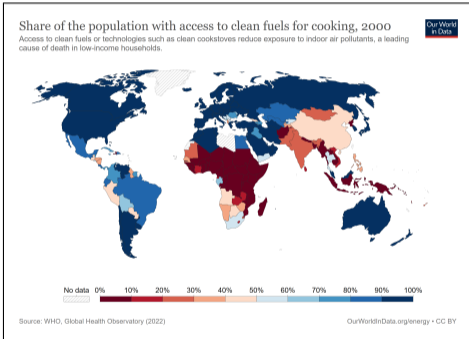 Share of the population with access to clean fuels for cooking, 2000
Our World
in Data
Access to clean fuels or technologies such as clean cookstoves reduce exposure to indoor air pollutants, a leading
cause of death in low-income households.
No data 0% 10% 20% 30% 40% 50% 60% 70% 80% 90% 100%
Source: WHO, Global Health Observatory (2022) OurWorldInData.org/energy • CC BY